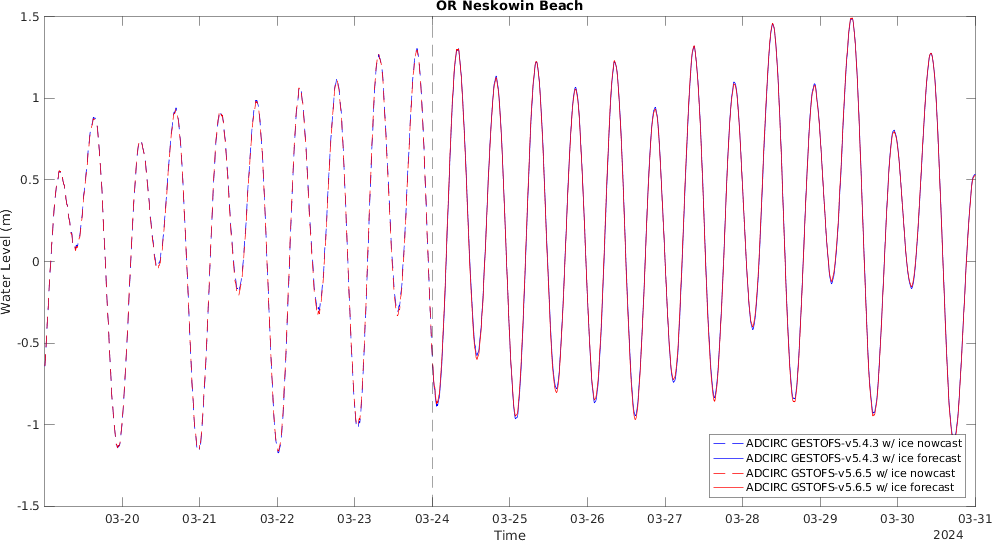 OR Neskowin Beach
Water Level (m)
1.5
1
0.5
0
-0.5
-1
-1.5
ADCIRC GESTOFS-v5.4.3 w/ ice nowcast
ADCIRC GESTOFS-v5.4.3 w/ ice forecast
ADCIRC GSTOFS-v5.6.5 w/ ice nowcast
ADCIRC GSTOFS-v5.6.5 w/ ice forecast
03-20 03-21 03-22 03-23 03-24 03-25 03-26 03-27 03-28 03-29 03-30 03-31
Time
2024